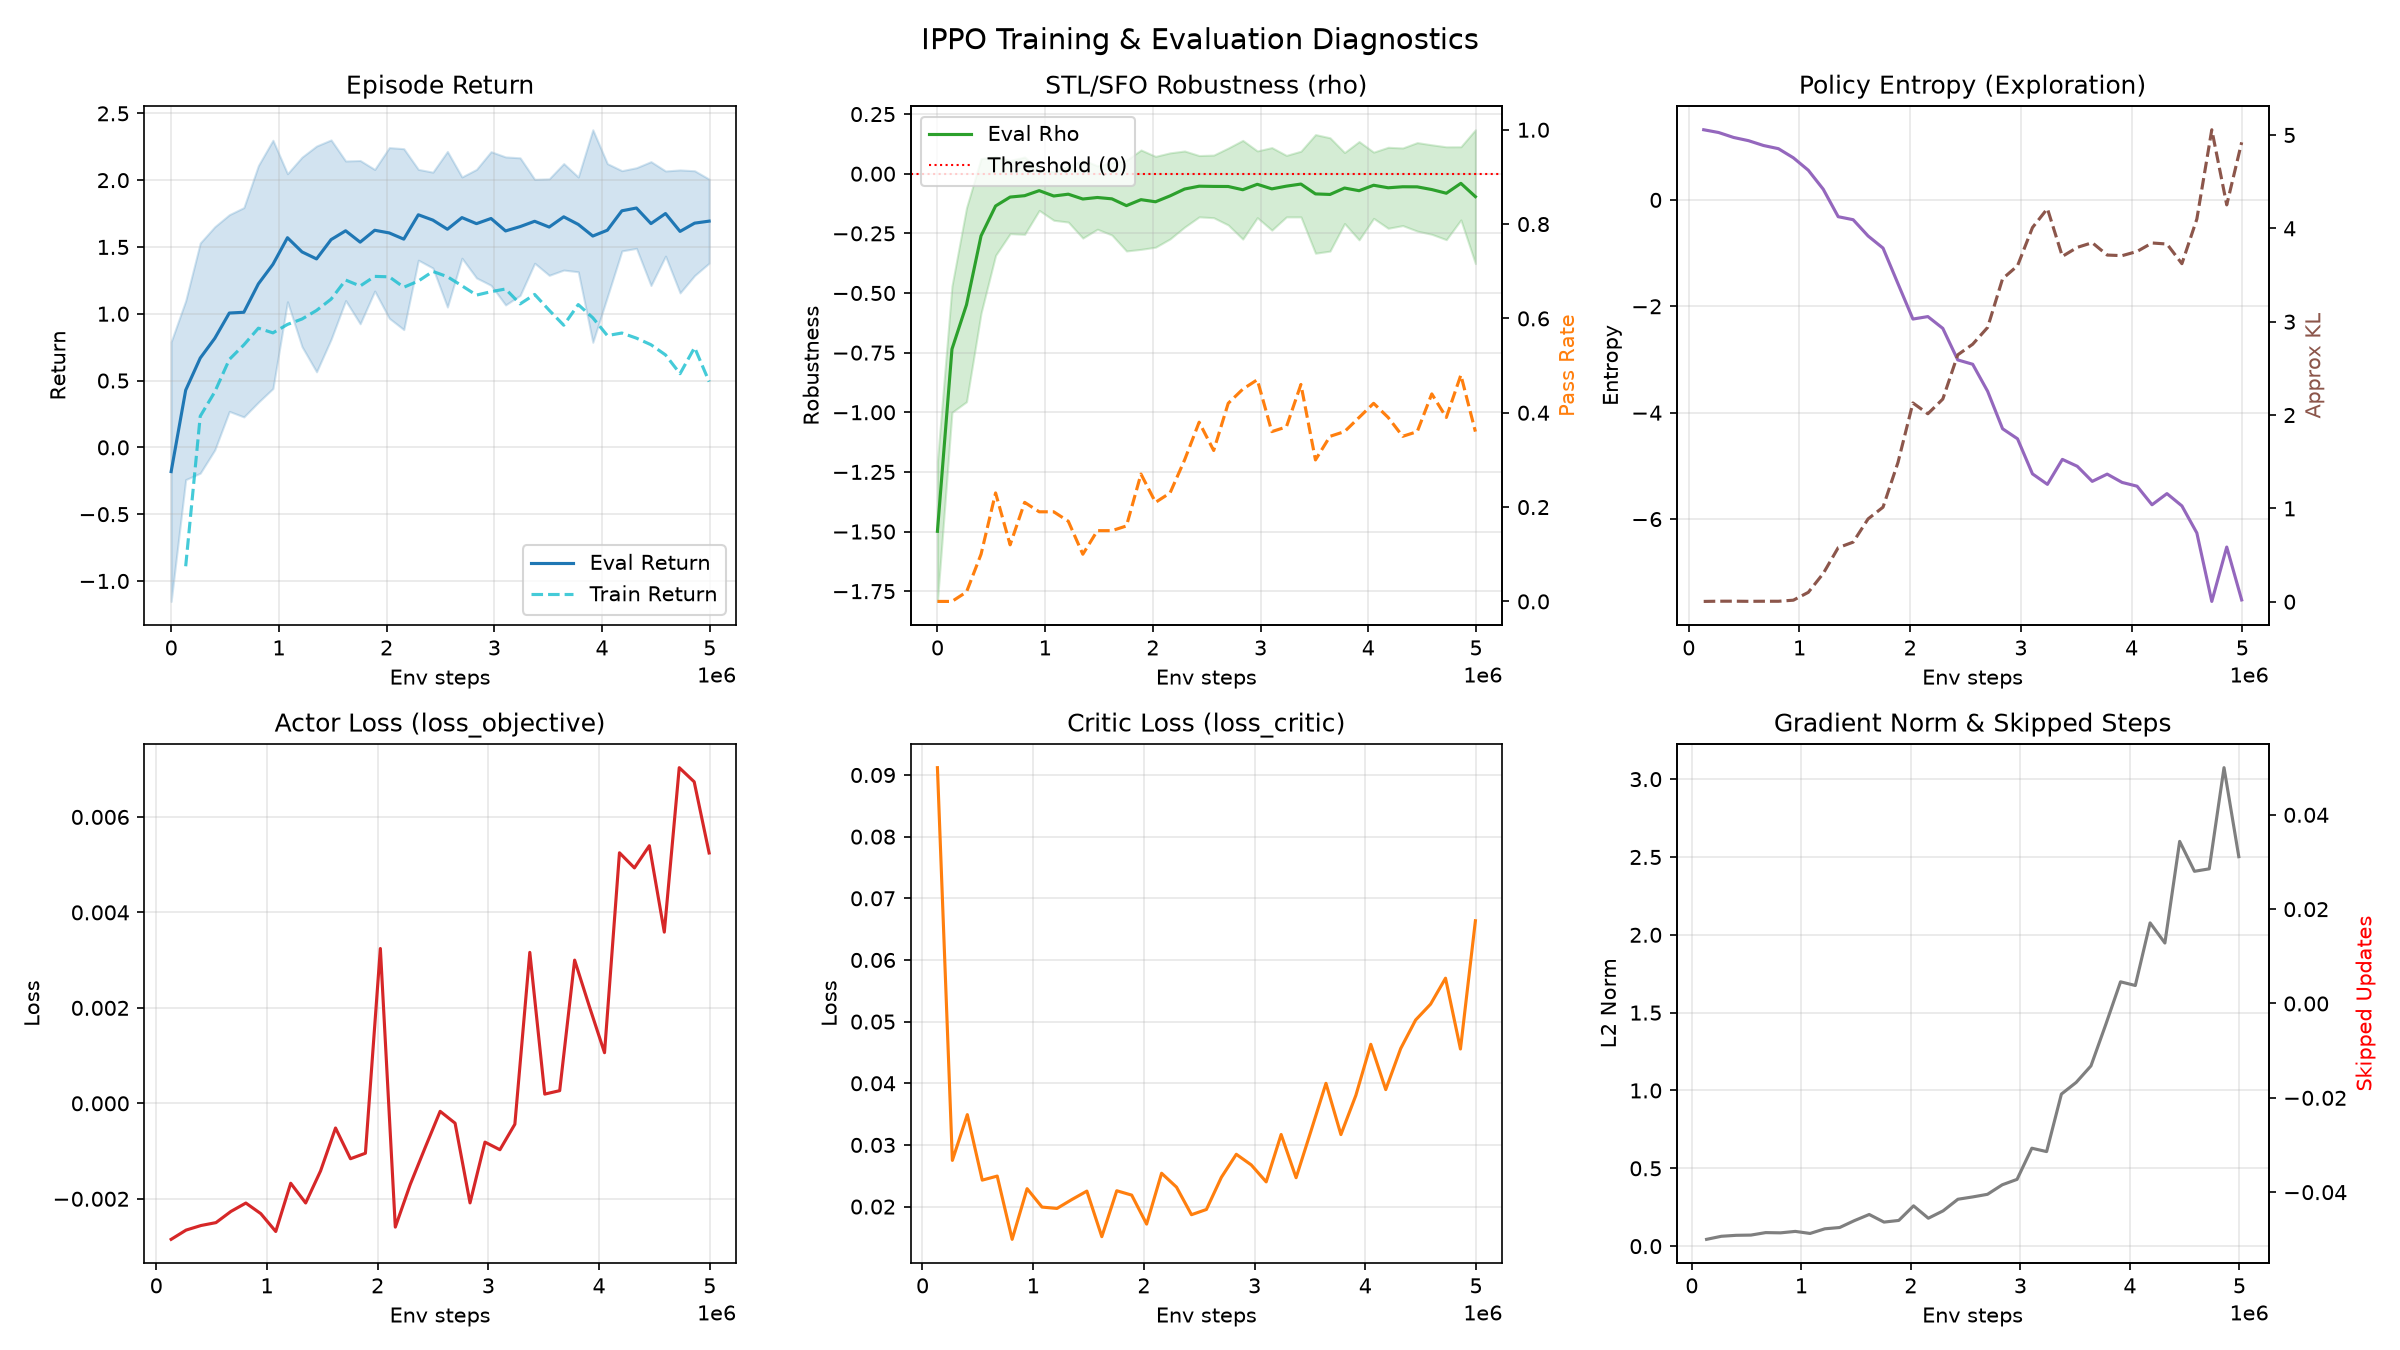 IPPO Training & Evaluation Diagnostics
Episode Return
2.5
2.0
1.5
1.0
0.5
0.0
−0.5
−1.0
Return
Eval Return
Train Return
0 1 2 3 4 5
1e6
Env steps
STL/SFO Robustness (rho)
0.25
0.00
−0.25
−0.50
−0.75
−1.00
−1.25
−1.50
−1.75
Robustness
Eval Rho
Threshold (0)
1.0
0.8
0.6
0.4
0.2
0.0
Pass Rate
0 1 2 3 4 5
1e6
Env steps
Policy Entropy (Exploration)
0
−2
−4
−6
Entropy
5
4
3
2
1
0
Approx KL
0 1 2 3 4 5
1e6
Env steps
Actor Loss (loss_objective)
0.006
0.004
0.002
0.000
−0.002
Loss
0 1 2 3 4 5
1e6
Env steps
Critic Loss (loss_critic)
0.09
0.08
0.07
0.06
0.05
0.04
0.03
0.02
Loss
0 1 2 3 4 5
1e6
Env steps
Gradient Norm & Skipped Steps
3.0
2.5
2.0
1.5
1.0
0.5
0.0
L2 Norm
0.04
0.02
0.00
−0.02
−0.04
Skipped Updates
0 1 2 3 4 5
1e6
Env steps